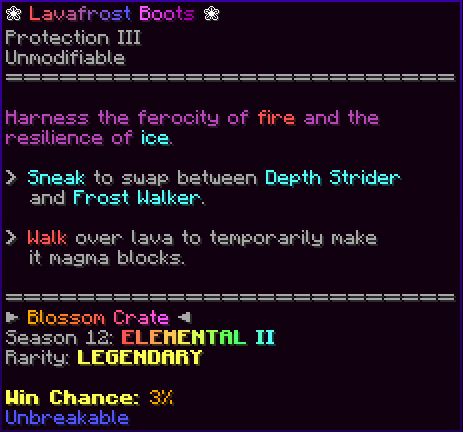 ❀ Lavafrost Boots ❀
Protection III
Unmodifiable
==================================
Harness the ferocity of fire and the
resilience of ice.
> Sneak to swap between Depth Strider
and Frost Walker.
> Walk over lava to temporarily make
it magma blocks.
==================================
► Blossom Crate ◄
Season 12: ELEMENTAL II
Rarity: LEGENDARY
Win Chance: 3%
Unbreakable